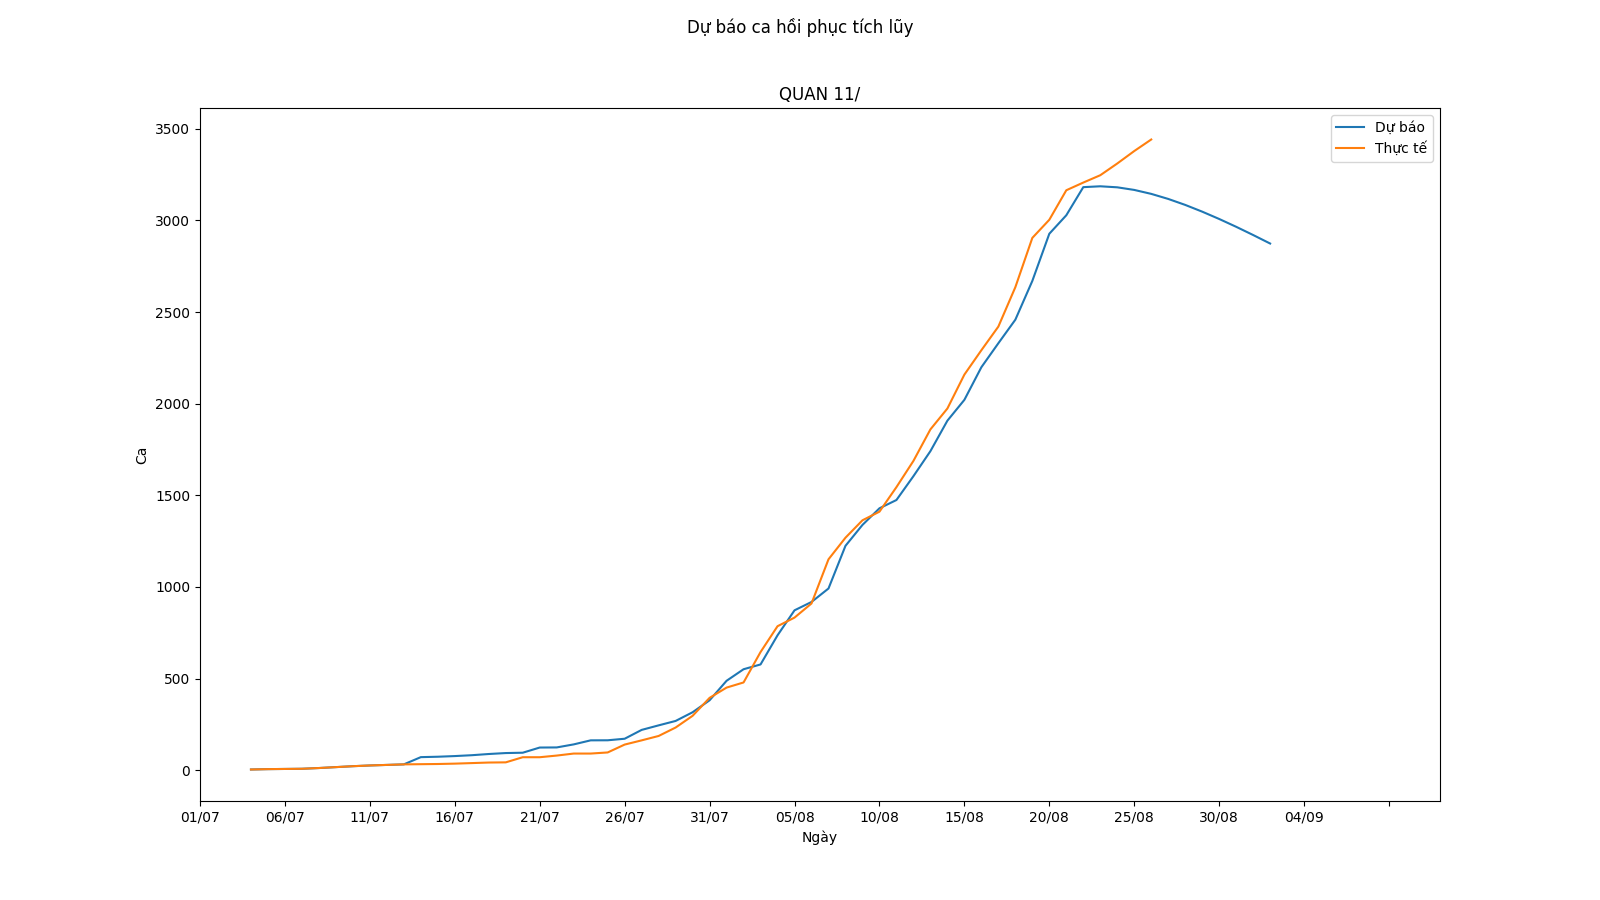 Dự báo ca hồi phục tích lũy
QUAN 11/
Dự báo
Thực tế
3500
3000
2500
2000
1500
1000
500
0
Ca
01/07 06/07 11/07 16/07 21/07 26/07 31/07 05/08 10/08 15/08 20/08 25/08 30/08 04/09
Ngày